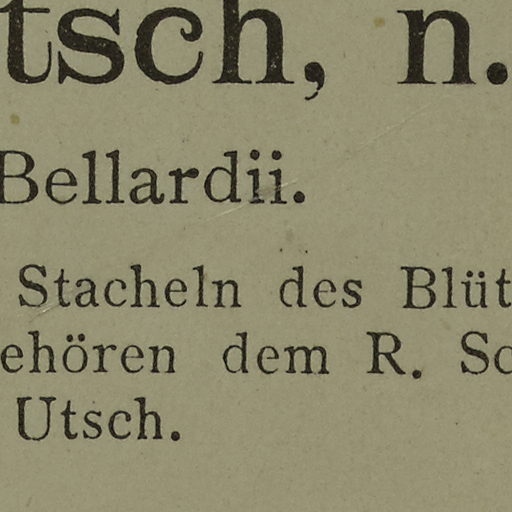 tsch, n.
Bellardii.
Stacheln des Blüt
ehören dem R. Sc
Utsch.